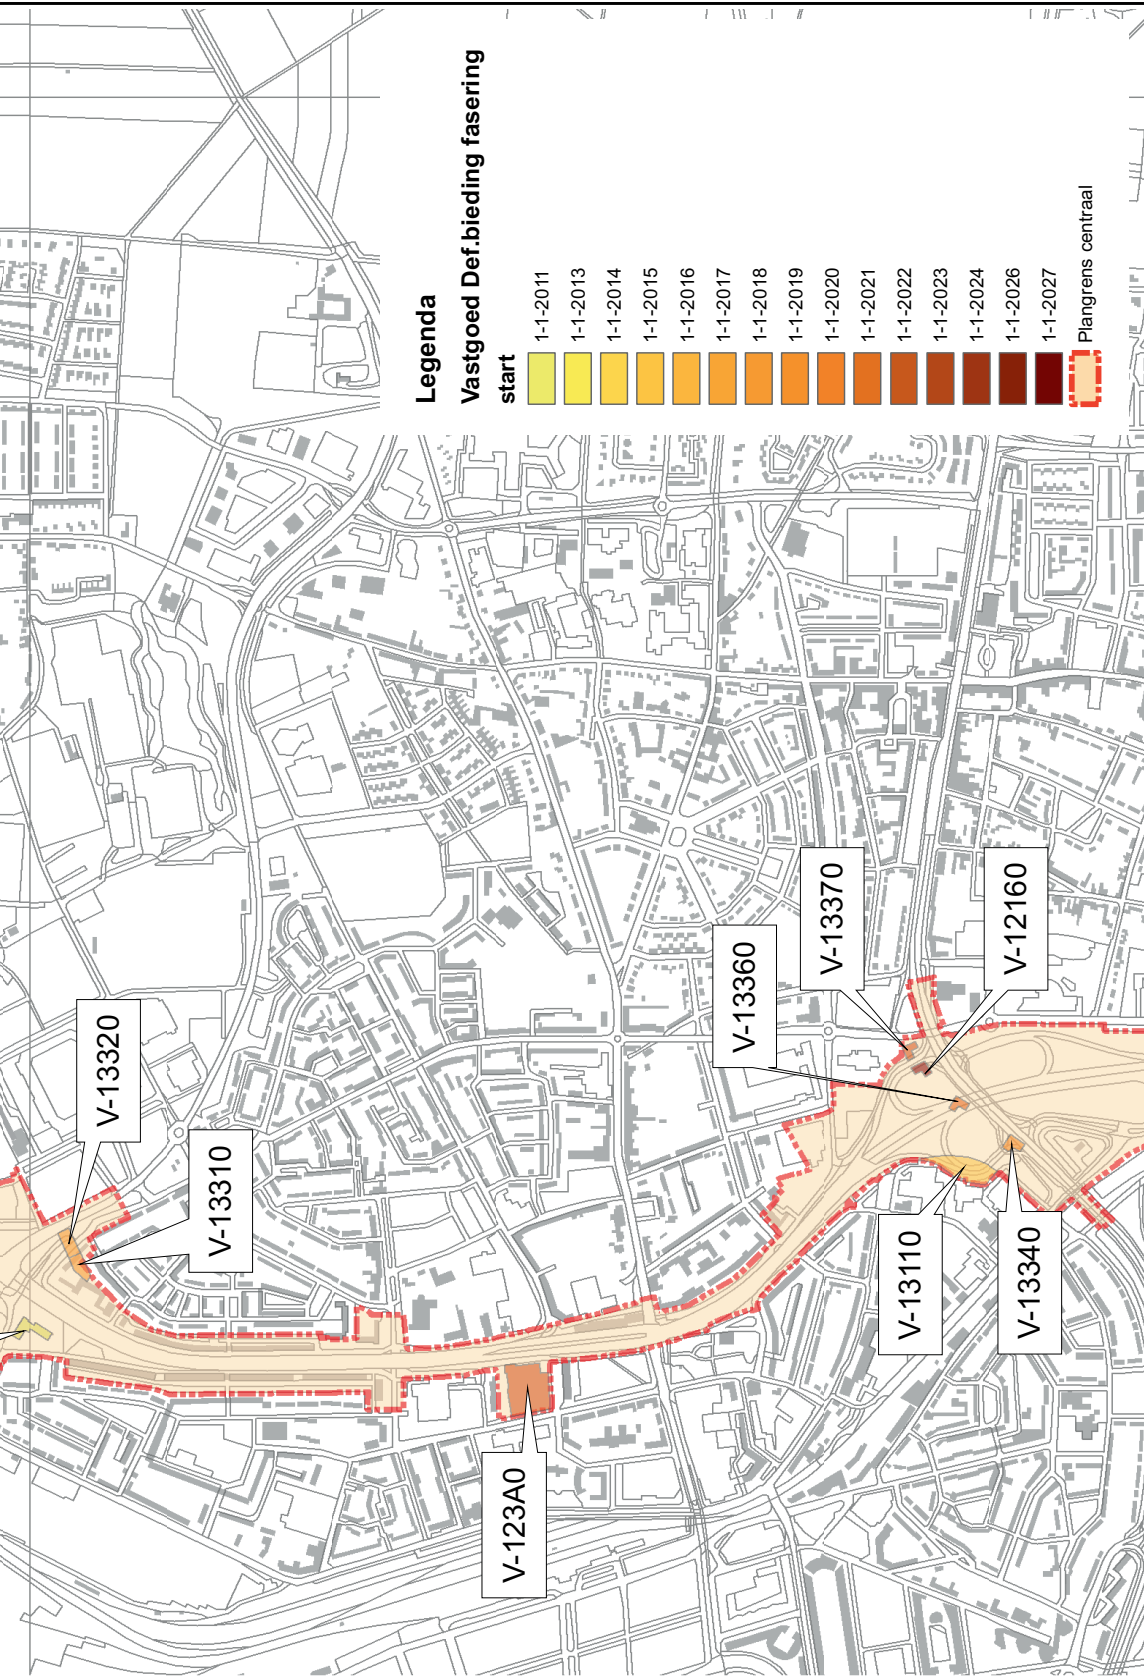 Legenda
Vastgoed Def.bieding fasering
start
1-1-2011
1-1-2013
1-1-2014
1-1-2015
1-1-2016
1-1-2017
1-1-2018
1-1-2019
1-1-2020
1-1-2021
1-1-2022
1-1-2023
1-1-2024
1-1-2026
1-1-2027
Plangrens centraal
V-13320
V-13310
V-123A0
V-13360
V-13370
V-12160
V-13110
V-13340